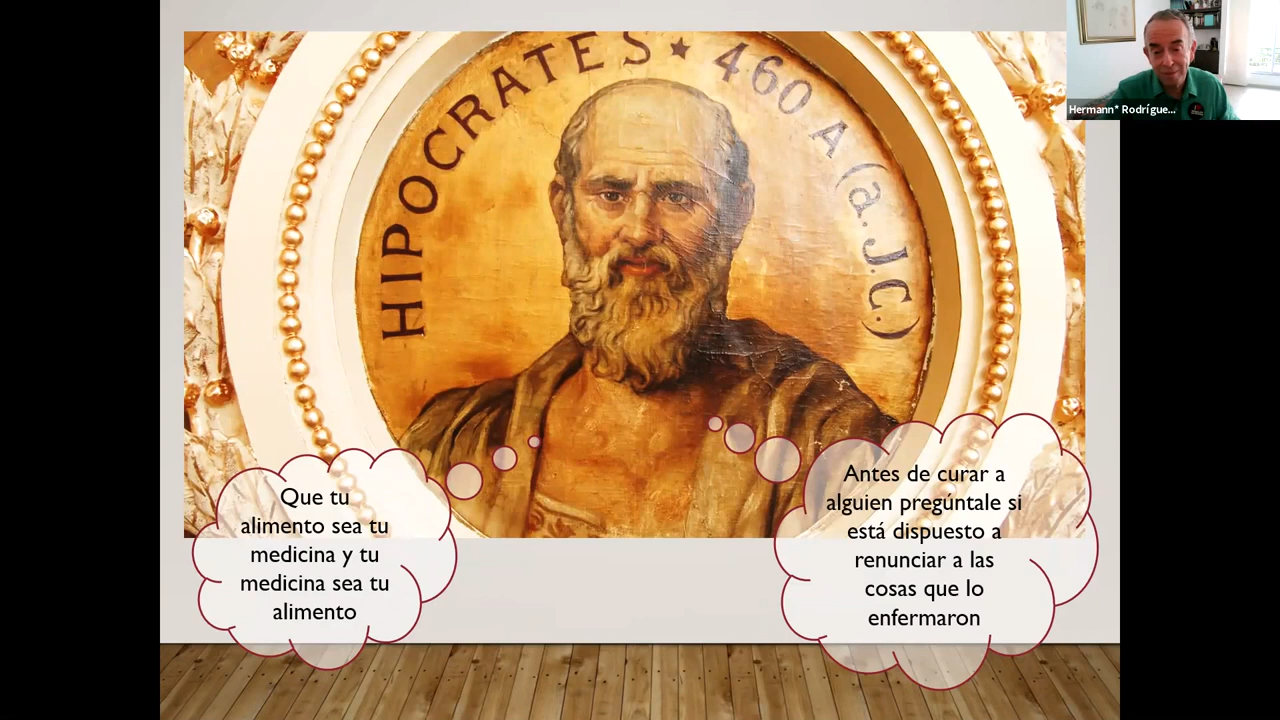 HIPOCRATES ★ 460 A (a.J.C.)
Hermann* Rodrígue...
Que tu
alimento sea tu
medicina y tu
medicina sea tu
alimento
Antes de curar a
alguien pregúntale si
está dispuesto a
renunciar a las
cosas que lo
enfermaron